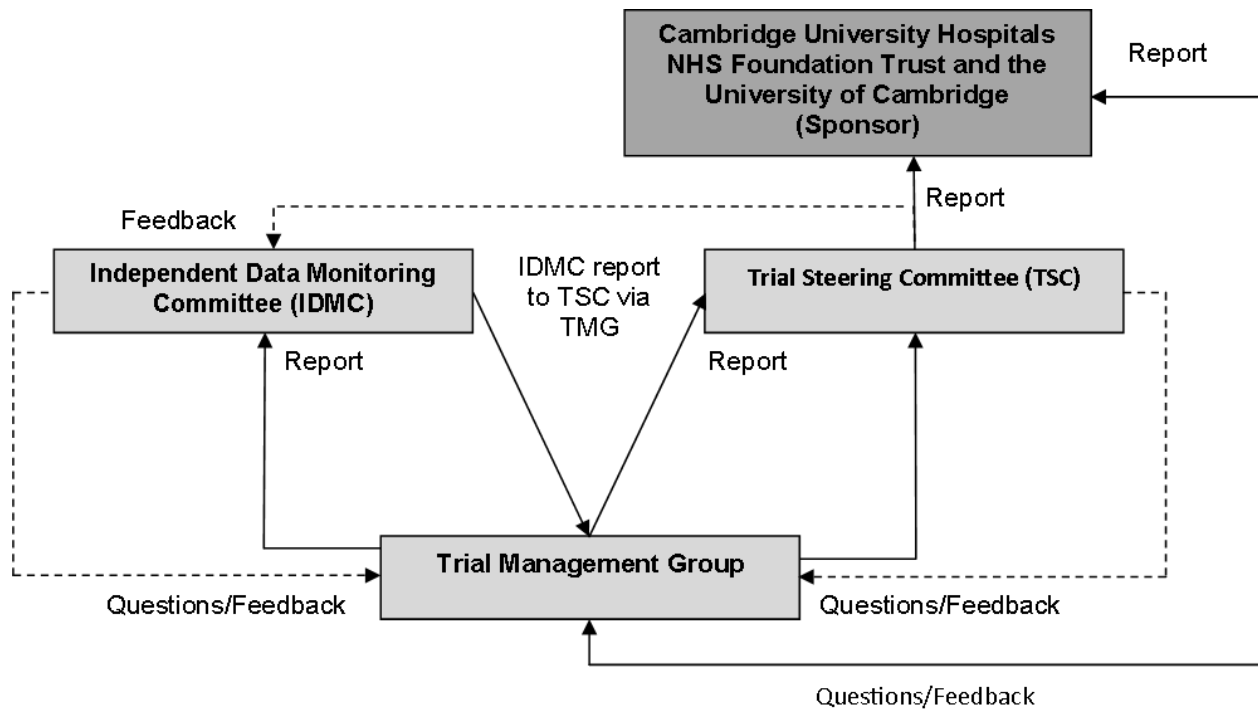 Cambridge University Hospitals
NHS Foundation Trust and the
University of Cambridge
(Sponsor)
Report
Report
Feedback
Independent Data Monitoring
Committee (IDMC)
IDMC report
to TSC via
TMG
Trial Steering Committee (TSC)
Report
Report
Trial Management Group
Questions/Feedback
Questions/Feedback
Questions/Feedback